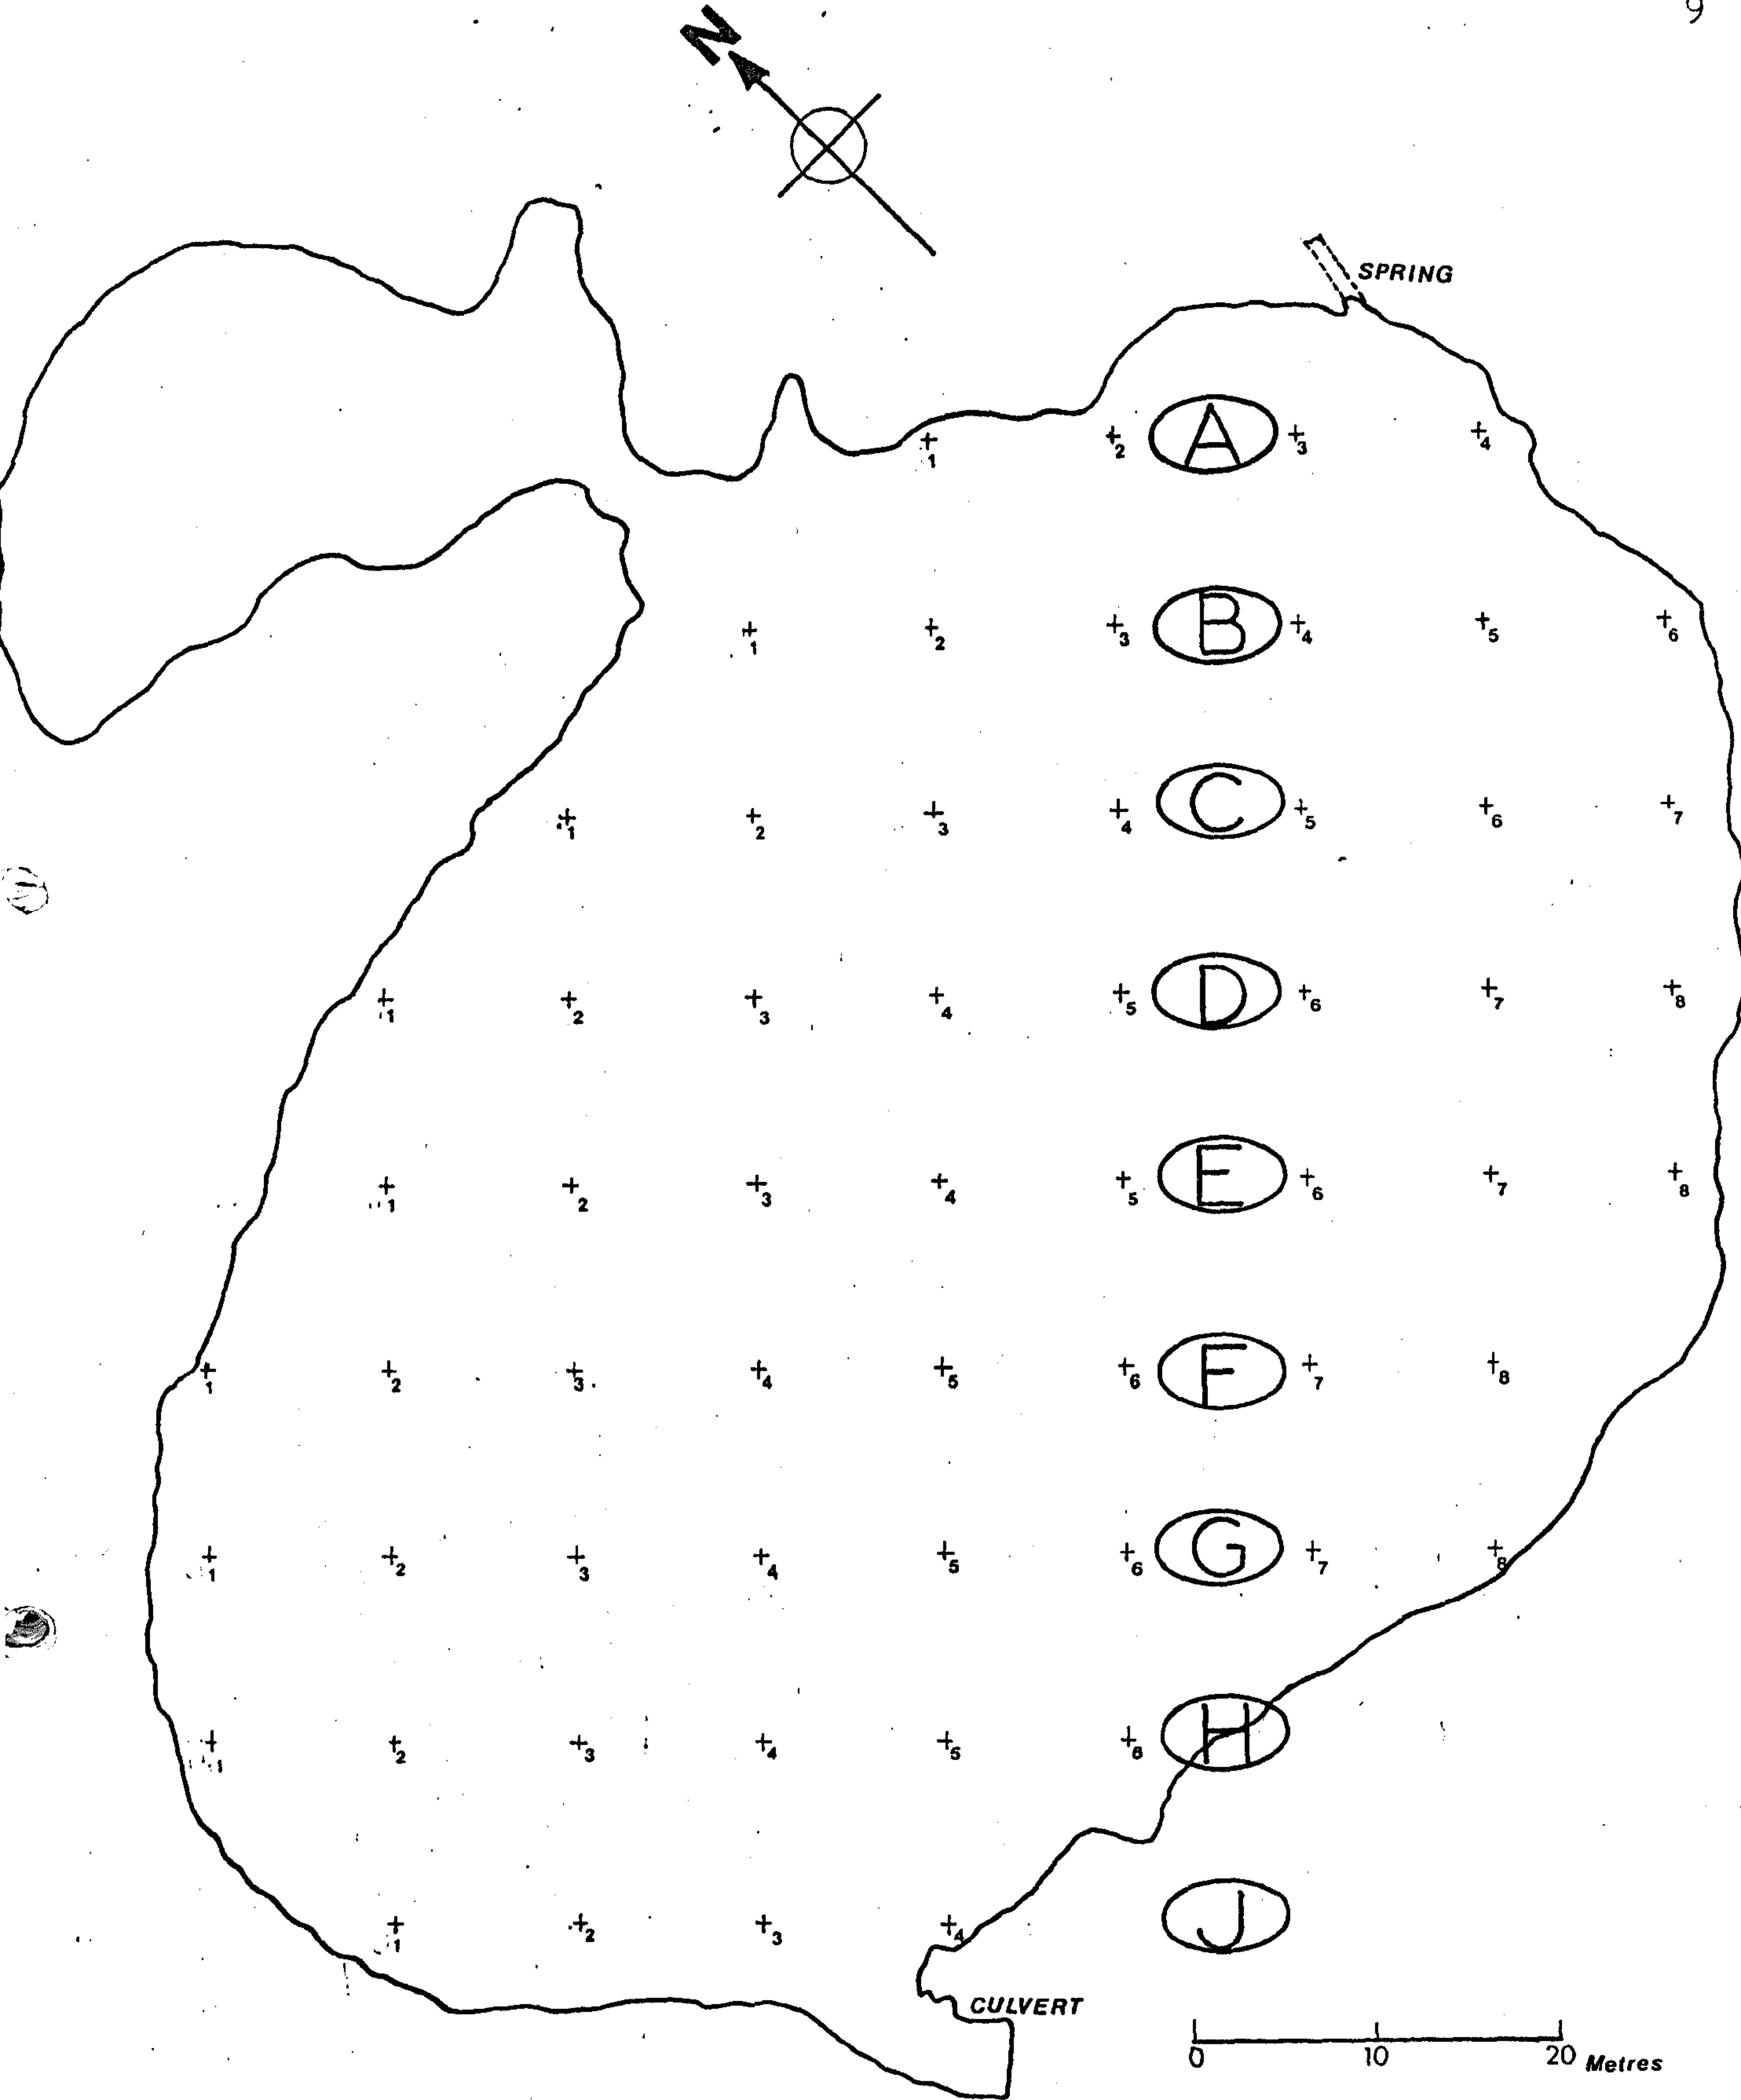 9
N
SPRING
1 2 A 3 4
1 2 3 B 4 5 6
1 2 3 4 C 5 6 7
1 2 3 4 5 D 6 7 8
1 2 3 4 5 E 6 7 8
1 2 3 4 5 6 F 7 8
1 2 3 4 5 6 G 7 8
1 2 3 4 5 6 H
1 2 3 4 J
CULVERT
0 10 20 Metres